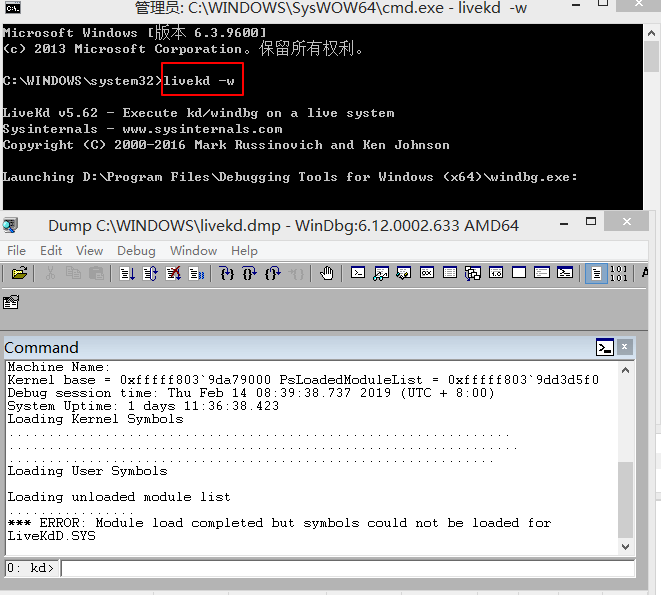 管理员: C:\WINDOWS\SysWOW64\cmd.exe - livekd  -w
Microsoft Windows [版本 6.3.9600]
(c) 2013 Microsoft Corporation。保留所有权利。
C:\WINDOWS\system32>livekd -w
LiveKd v5.62 - Execute kd/windbg on a live system
Sysinternals - www.sysinternals.com
Copyright (C) 2000-2016 Mark Russinovich and Ken Johnson
Launching D:\Program Files\Debugging Tools for Windows (x64)\windbg.exe:
Dump C:\WINDOWS\livekd.dmp - WinDbg:6.12.0002.633 AMD64
File Edit View Debug Window Help
Command
Machine Name:
Kernel base = 0xfffff803`9da79000 PsLoadedModuleList = 0xfffff803`9dd3d5f0
Debug session time: Thu Feb 14 08:39:38.737 2019 (UTC + 8:00)
System Uptime: 1 days 11:36:38.423
Loading Kernel Symbols
...............................................................
................................................................
.............................................................
Loading User Symbols
Loading unloaded module list
................
*** ERROR: Module load completed but symbols could not be loaded for
LiveKdD.SYS
0: kd>